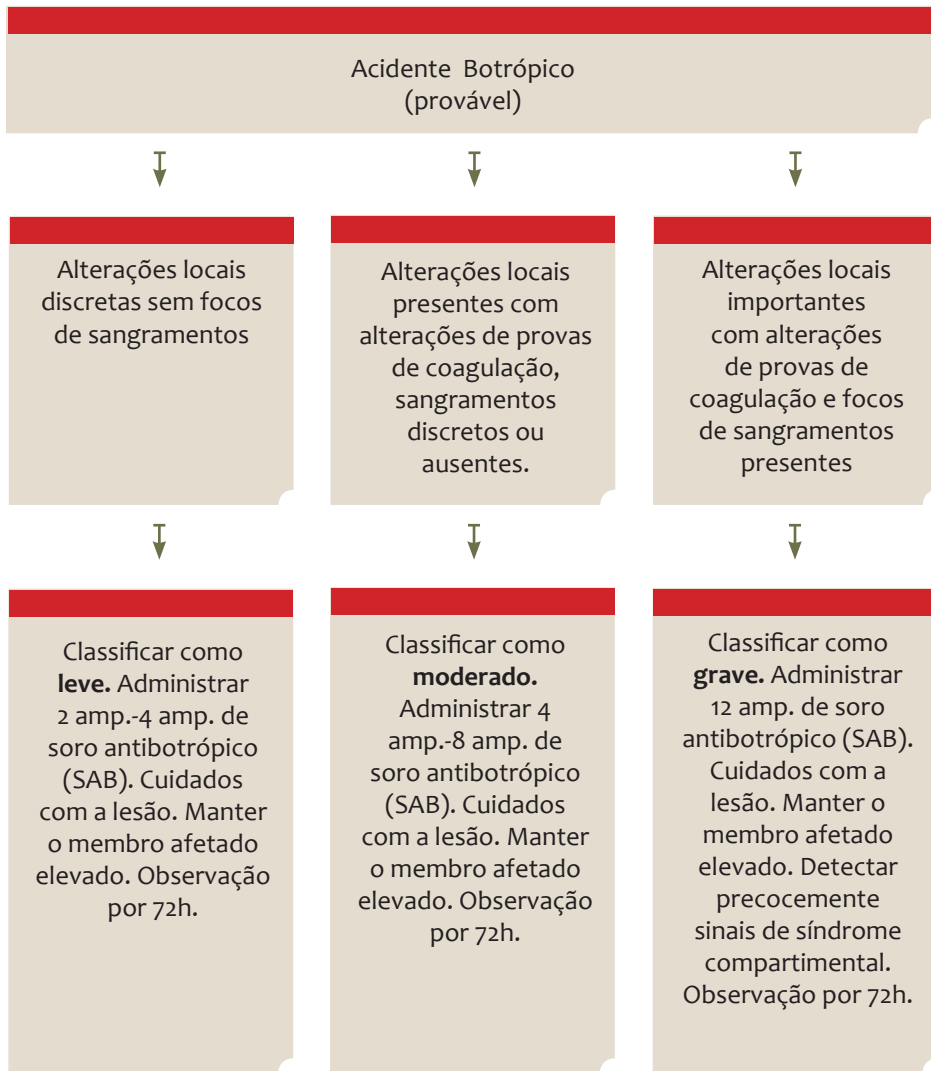 Acidente Botrópico
(provável)
Alterações locais
discretas sem focos
de sangramentos
Alterações locais
presentes com
alterações de provas
de coagulação,
sangramentos
discretos ou
ausentes.
Alterações locais
importantes
com alterações
de provas de
coagulação e focos
de sangramentos
presentes
Classificar como
leve. Administrar
2 amp.-4 amp. de
soro antibotrópico
(SAB). Cuidados
com a lesão. Manter
o membro afetado
elevado. Observação
por 72h.
Classificar como
moderado.
Administrar 4
amp.-8 amp. de
soro antibotrópico
(SAB). Cuidados
com a lesão. Manter
o membro afetado
elevado. Observação
por 72h.
Classificar como
grave. Administrar
12 amp. de soro
antibotrópico (SAB).
Cuidados com a
lesão. Manter o
membro afetado
elevado. Detectar
precocemente
sinais de síndrome
compartimental.
Observação por 72h.